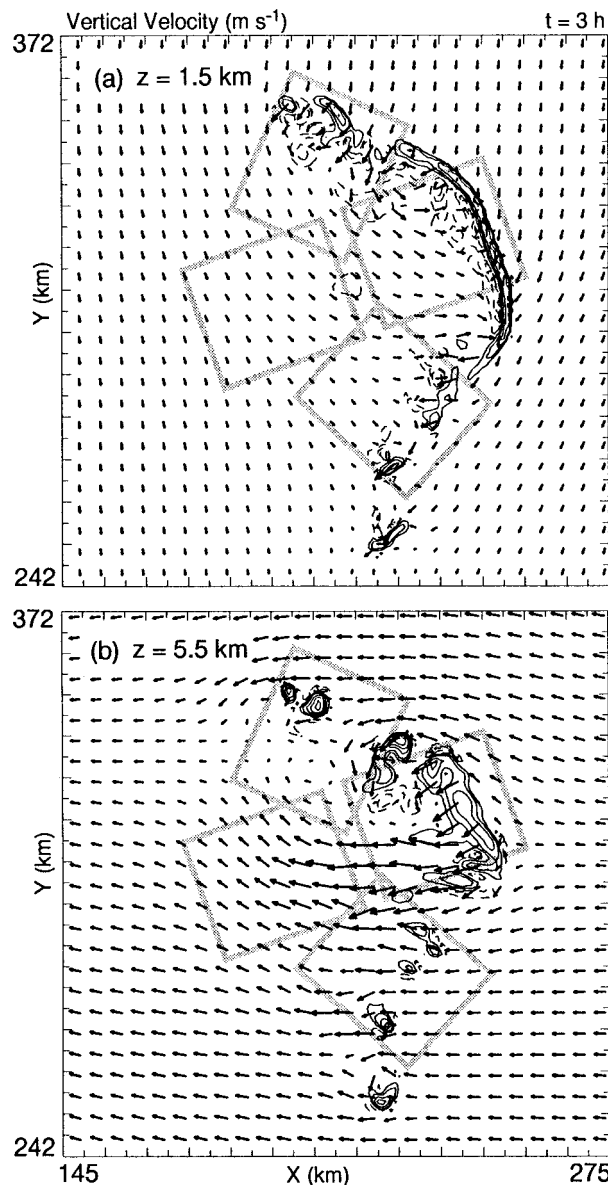 Vertical Velocity (m s⁻¹) t = 3 h
372
(a) z = 1.5 km
Y (km)
242
372
(b) z = 5.5 km
Y (km)
242
145 X (km) 275